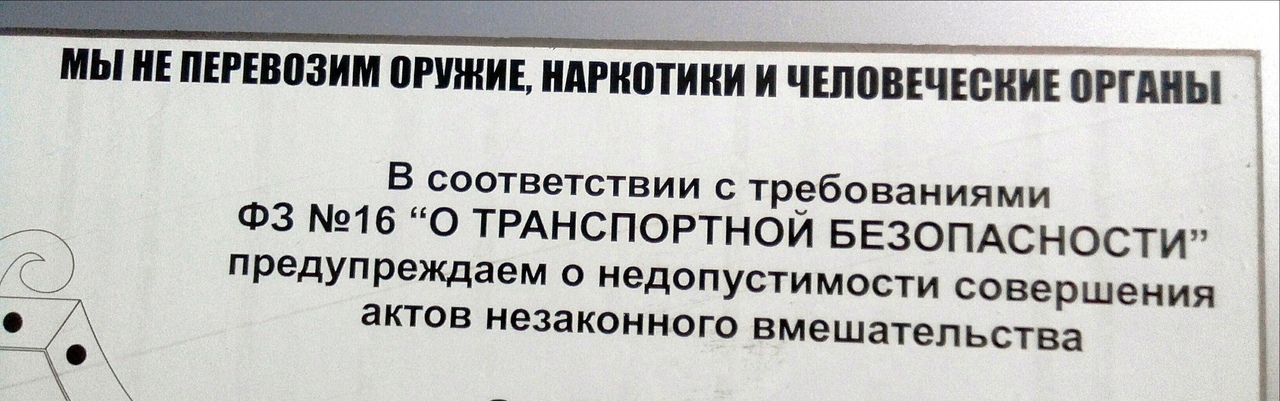 МЫ НЕ ПЕРЕВОЗИМ ОРУЖИЕ, НАРКОТИКИ И ЧЕЛОВЕЧЕСКИЕ ОРГАНЫ
В соответствии с требованиями
ФЗ №16 “О ТРАНСПОРТНОЙ БЕЗОПАСНОСТИ”
предупреждаем о недопустимости совершения
актов незаконного вмешательства